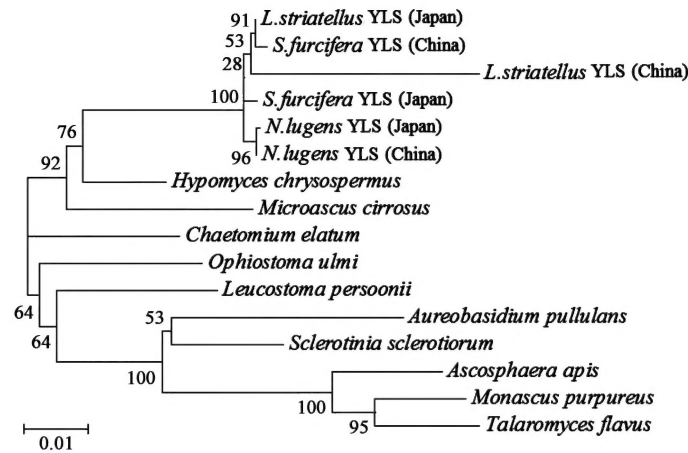 91 L.striatellus YLS (Japan)
53 S.furcifera YLS (China)
28
L.striatellus YLS (China)
100 S.furcifera YLS (Japan)
N.lugens YLS (Japan)
96 N.lugens YLS (China)
76
Hypomyces chrysospermus
92
Microascus cirrosus
Chaetomium elatum
Ophiostoma ulmi
Leucostoma persoonii
64
53 Aureobasidium pullulans
64
Sclerotinia sclerotiorum
100
Ascosphaera apis
Monascus purpureus
100
95 Talaromyces flavus
0.01